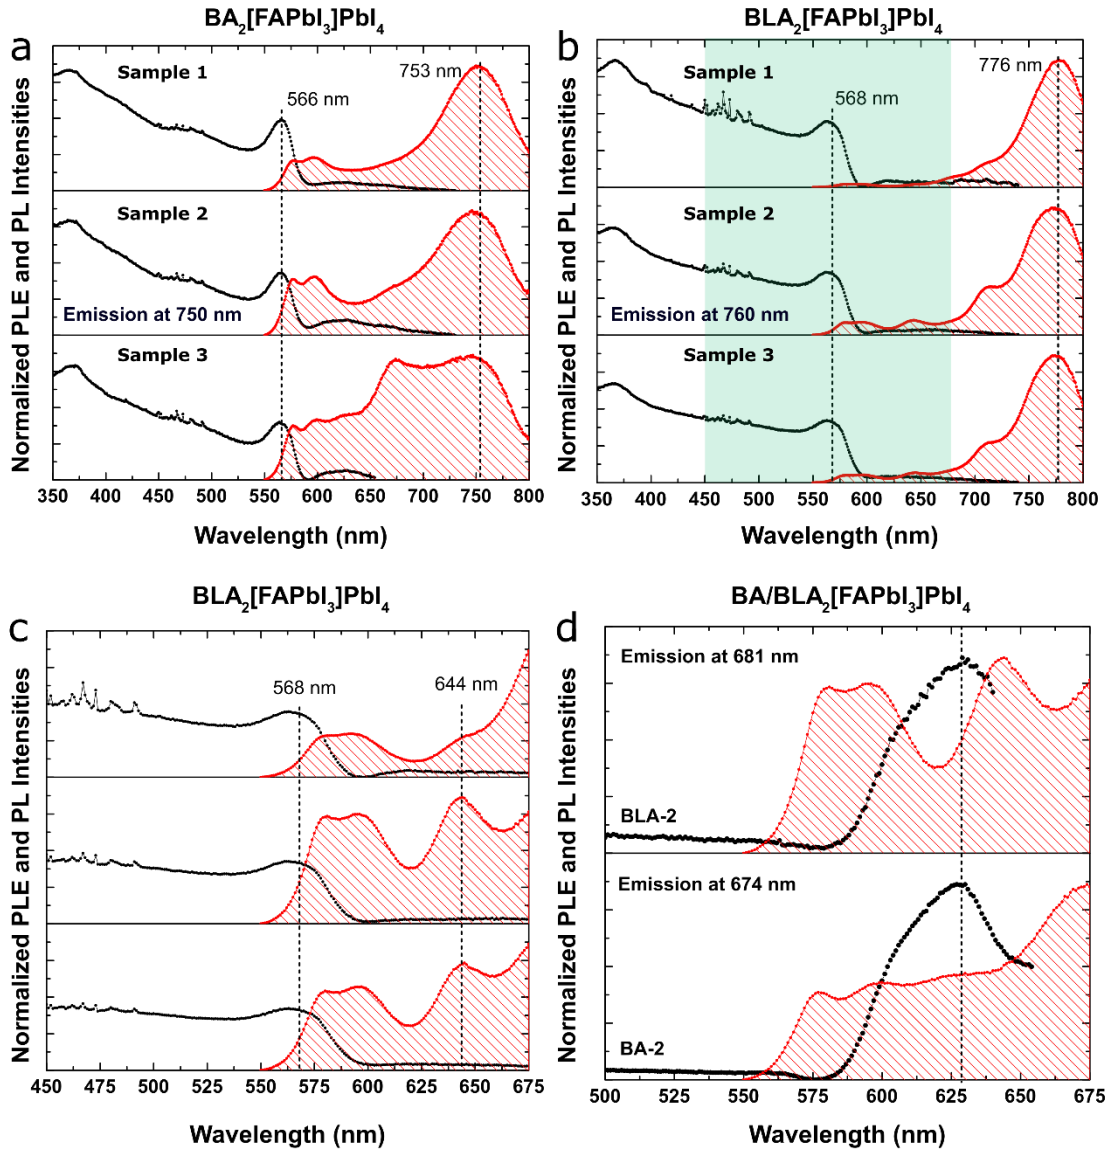 BA₂[FAPbI₃]PbI₄
a
Normalized PLE and PL Intensities
Sample 1
753 nm
566 nm
Sample 2
Emission at 750 nm
Sample 3
350 400 450 500 550 600 650 700 750 800
Wavelength (nm)
BLA₂[FAPbI₃]PbI₄
b
Normalized PLE and PL Intensities
Sample 1
776 nm
568 nm
Sample 2
Emission at 760 nm
Sample 3
350 400 450 500 550 600 650 700 750 800
Wavelength (nm)
BLA₂[FAPbI₃]PbI₄
c
Normalized PLE and PL Intensities
568 nm
644 nm
450 475 500 525 550 575 600 625 650 675
Wavelength (nm)
BA/BLA₂[FAPbI₃]PbI₄
d
Normalized PLE and PL Intensities
Emission at 681 nm
BLA-2
Emission at 674 nm
BA-2
500 525 550 575 600 625 650 675
Wavelength (nm)